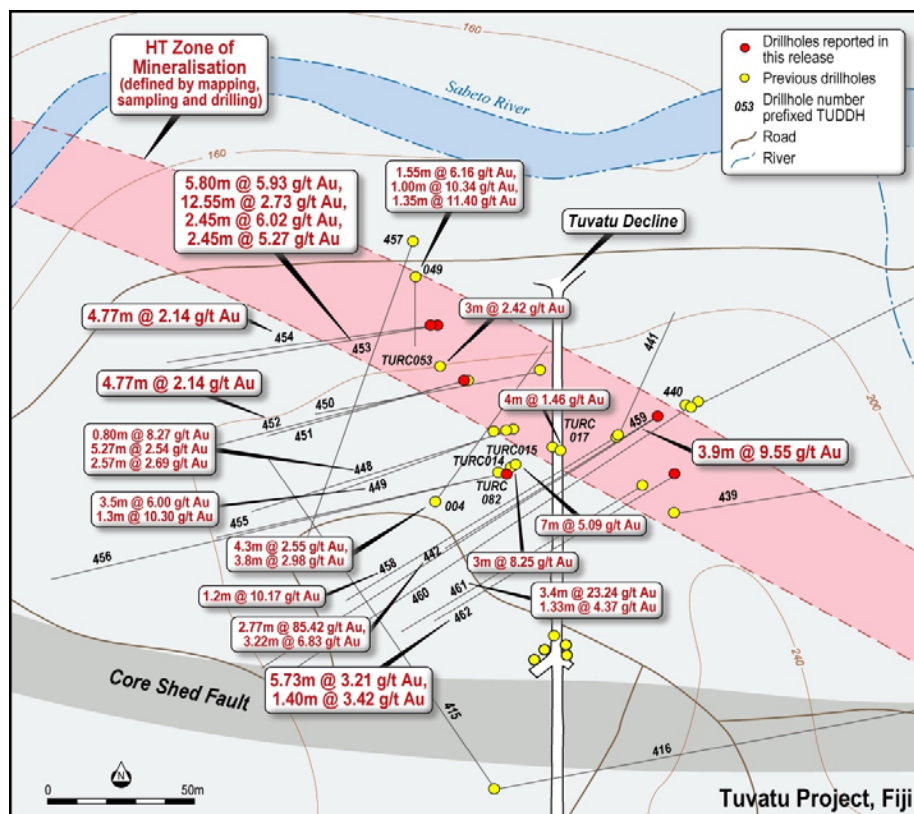 160
HT Zone of
Mineralisation
(defined by mapping,
sampling and drilling)
Sabeto River
Drillholes reported in
this release
Previous drillholes
053
Drillhole number
prefixed TUDDH
Road
River
160
5.80m @ 5.93 g/t Au,
12.55m @ 2.73 g/t Au,
2.45m @ 6.02 g/t Au,
2.45m @ 5.27 g/t Au
1.55m @ 6.16 g/t Au,
1.00m @ 10.34 g/t Au,
1.35m @ 11.40 g/t Au
Tuvatu Decline
457
049
4.77m @ 2.14 g/t Au
454
453
3m @ 2.42 g/t Au
TURC053
441
440
200
4.77m @ 2.14 g/t Au
452
450
451
4m @ 1.46 g/t Au
TURC
017
459
3.9m @ 9.55 g/t Au
0.80m @ 8.27 g/t Au
5.27m @ 2.54 g/t Au
2.57m @ 2.69 g/t Au
448
449
TURC015
TURC014
TURC
082
004
439
3.5m @ 6.00 g/t Au
1.3m @ 10.30 g/t Au
455
456
7m @ 5.09 g/t Au
4.3m @ 2.55 g/t Au,
3.8m @ 2.98 g/t Au
442
458
460
461
462
3m @ 8.25 g/t Au
1.2m @ 10.17 g/t Au
3.4m @ 23.24 g/t Au
1.33m @ 4.37 g/t Au
2.77m @ 85.42 g/t Au
3.22m @ 6.83 g/t Au
240
5.73m @ 3.21 g/t Au,
1.40m @ 3.42 g/t Au
Core Shed Fault
415
416
N
0
50m
Tuvatu Project, Fiji